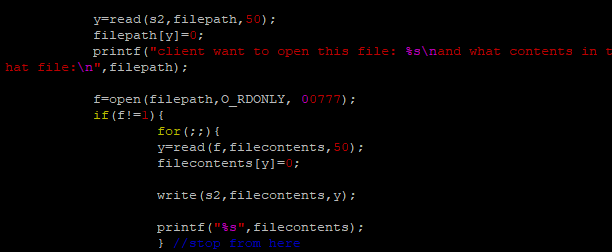 y=read(s2,filepath,50);
filepath[y]=0;
printf("client want to open this file: %s\nand what contents in t
hat file:\n",filepath);
f=open(filepath,O_RDONLY, 00777);
if(f!=1){
for(;;){
y=read(f,filecontents,50);
filecontents[y]=0;
write(s2,filecontents,y);
printf("%s",filecontents);
} //stop from here